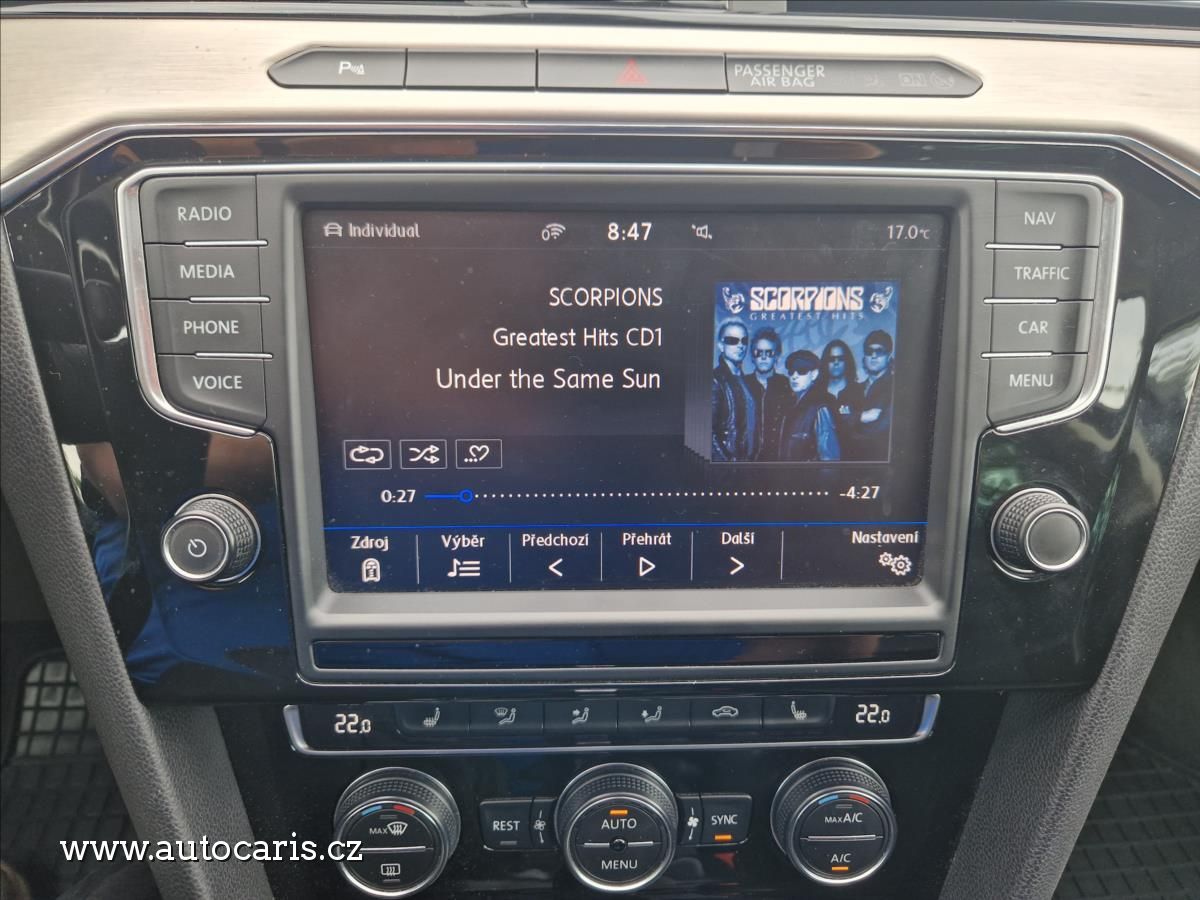 P
PASSENGER
AIR BAG
ON
RADIO
MEDIA
PHONE
VOICE
NAV
TRAFFIC
CAR
MENU
Individual
0
8:47
17.0°C
SCORPIONS
Greatest Hits CD1
Under the Same Sun
SCORPIONS
GREATEST HITS
0:27
-4:27
Zdroj
Výběr
Předchozí
Přehrát
Další
Nastavení
22.0
22.0
MAX
REST
AUTO
MENU
SYNC
MAX A/C
A/C
www.autocaris.cz